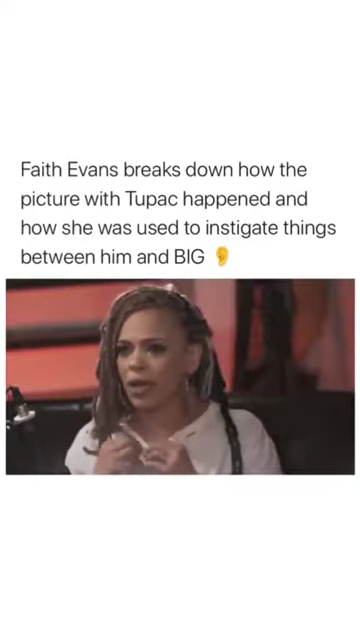 Faith Evans breaks down how the
picture with Tupac happened and
how she was used to instigate things
between him and BIG 👂